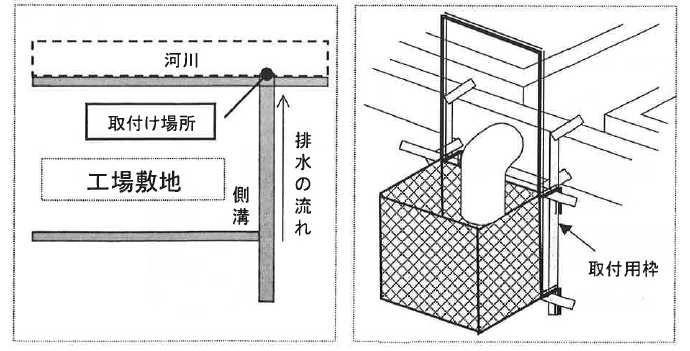 河川
取付け場所
工場敷地
側溝
排水の流れ
取付用枠